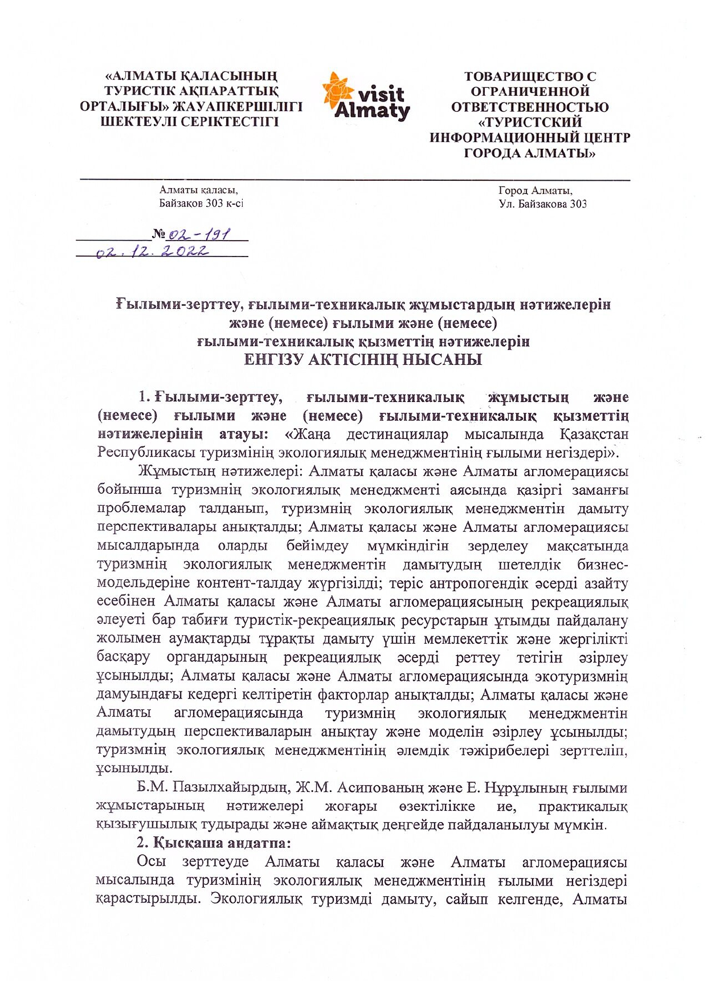 «АЛМАТЫ ҚАЛАСЫНЫҢ
ТУРИСТІК АҚПАРАТТЫҚ
ОРТАЛЫҒЫ» ЖАУАПКЕРШІЛІГІ
ШЕКТЕУЛІ СЕРІКТЕСТІГІ
visit
Almaty
ТОВАРИЩЕСТВО С
ОГРАНИЧЕННОЙ
ОТВЕТСТВЕННОСТЬЮ
«ТУРИСТСКИЙ
ИНФОРМАЦИОННЫЙ ЦЕНТР
ГОРОДА АЛМАТЫ»
Алматы қаласы,
Байзақов 303 к-сі
Город Алматы,
Ул. Байзакова 303
№ 02-191
02.12.2022
Ғылыми-зерттеу, ғылыми-техникалық жұмыстардың нәтижелерін
және (немесе) ғылыми және (немесе)
ғылыми-техникалық қызметтің нәтижелерін
ЕНГІЗУ АКТІСІНІҢ НЫСАНЫ
1. Ғылыми-зерттеу, ғылыми-техникалық жұмыстың және
(немесе) ғылыми және (немесе) ғылыми-техникалық қызметтің
нәтижелерінің атауы: «Жаңа дестинациялар мысалында Қазақстан
Республикасы туризмінің экологиялық менеджментінің ғылыми негіздері».
Жұмыстың нәтижелері: Алматы қаласы және Алматы агломерациясы
бойынша туризмнің экологиялық менеджменті аясында қазіргі заманғы
проблемалар талданып, туризмнің экологиялық менеджментін дамыту
перспективалары анықталды; Алматы қаласы және Алматы агломерациясы
мысалдарында оларды бейімдеу мүмкіндігін зерделеу мақсатында
туризмнің экологиялық менеджментін дамытудың шетелдік бизнес-
модельдеріне контент-талдау жүргізілді; теріс антропогендік әсерді азайту
есебінен Алматы қаласы және Алматы агломерациясының рекреациялық
әлеуеті бар табиғи туристік-рекреациялық ресурстарын ұтымды пайдалану
жолымен аумақтарды тұрақты дамыту үшін мемлекеттік және жергілікті
басқару органдарының рекреациялық әсерді реттеу тетігін әзірлеу
ұсынылды; Алматы қаласы және Алматы агломерациясында экотуризмнің
дамуындағы кедергі келтіретін факторлар анықталды; Алматы қаласы және
Алматы агломерациясында туризмнің экологиялық менеджментін
дамытудың перспективаларын анықтау және моделін әзірлеу ұсынылды;
туризмнің экологиялық менеджментінің әлемдік тәжірибелері зерттеліп,
ұсынылды.
Б.М. Пазылхайырдың, Ж.М. Асипованың және Е. Нұрұлының ғылыми
жұмыстарының нәтижелері жоғары өзектілікке ие, практикалық
қызығушылық тудырады және аймақтық деңгейде пайдаланылуы мүмкін.
2. Қысқаша андатпа:
Осы зерттеуде Алматы қаласы және Алматы агломерациясы
мысалында туризмінің экологиялық менеджментінің ғылыми негіздері
қарастырылды. Экологиялық туризмді дамыту, сайып келгенде, Алматы